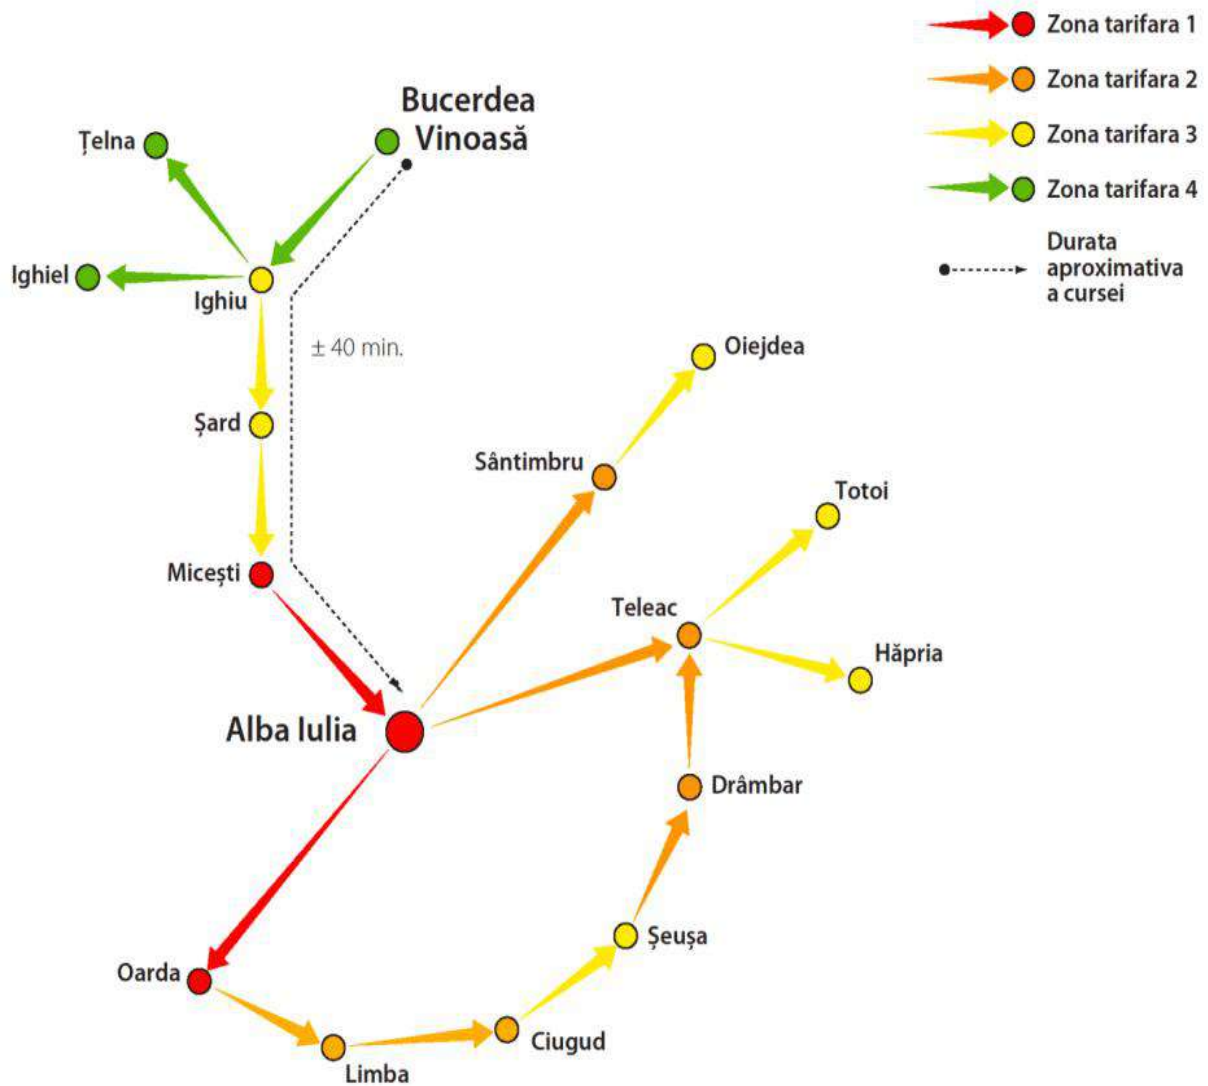 Zona tarifara 1
Zona tarifara 2
Zona tarifara 3
Zona tarifara 4
Durata
aproximativa
a cursei
Bucerdea
Vinoasă
Țelna
Ighiel
Ighiu
± 40 min.
Oiejdea
Șard
Sântimbru
Totoi
Micești
Teleac
Hăpria
Alba Iulia
Drâmbar
Șeușa
Oarda
Ciugud
Limba